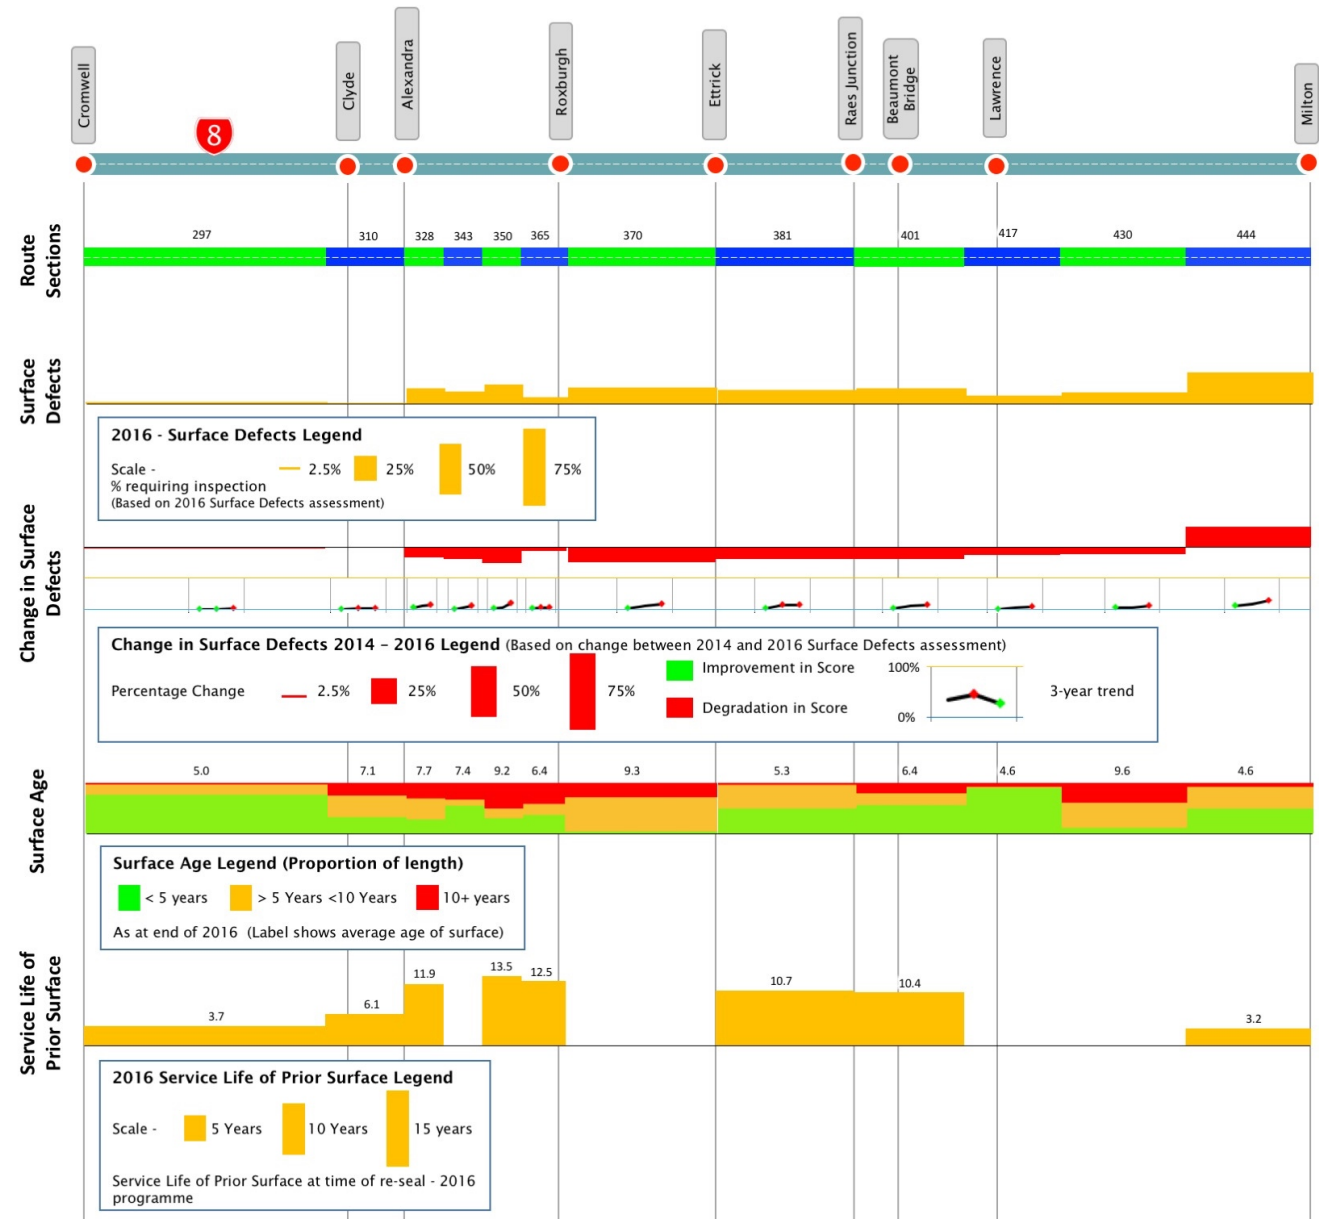 Cromwell
Clyde
Alexandra
Roxburgh
Ettrick
Raes Junction
Beaumont
Bridge
Lawrence
Milton
8
Route
Sections
297
310
328
343
350
365
370
381
401
417
430
444
Surface
Defects
2016 - Surface Defects Legend
Scale -
2.5%
25%
50%
75%
% requiring inspection
(Based on 2016 Surface Defects assessment)
Change in Surface
Defects
Change in Surface Defects 2014 – 2016 Legend (Based on change between 2014 and 2016 Surface Defects assessment)
Percentage Change
2.5%
25%
50%
75%
Improvement in Score
Degradation in Score
100%
0%
3-year trend
Surface Age
5.0
7.1
7.7
7.4
9.2
6.4
9.3
5.3
6.4
4.6
9.6
4.6
Surface Age Legend (Proportion of length)
< 5 years
> 5 Years <10 Years
10+ years
As at end of 2016 (Label shows average age of surface)
Service Life of
Prior Surface
3.7
6.1
11.9
13.5
12.5
10.7
10.4
3.2
2016 Service Life of Prior Surface Legend
Scale -
5 Years
10 Years
15 years
Service Life of Prior Surface at time of re-seal - 2016
programme